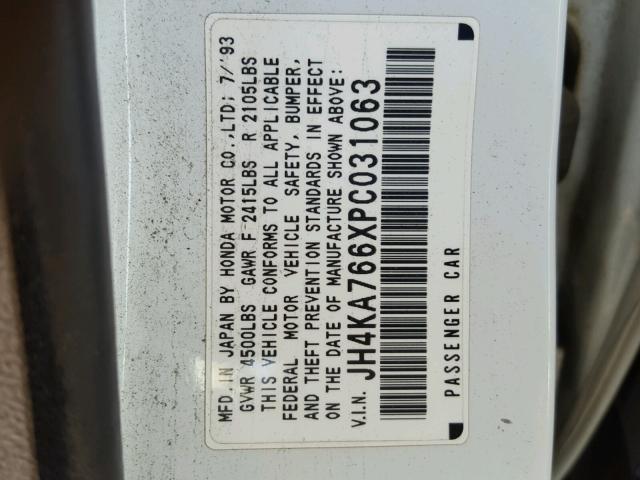 MFD.IN JAPAN BY HONDA MOTOR CO.,LTD; 7/'93
GVWR 4500LBS GAWR F 2415LBS R 2105LBS
THIS VEHICLE CONFORMS TO ALL APPLICABLE
FEDERAL MOTOR VEHICLE SAFETY, BUMPER,
AND THEFT PREVENTION STANDARDS IN EFFECT
ON THE DATE OF MANUFACTURE SHOWN ABOVE:
V.I.N. JH4KA766XPC031063
PASSENGER CAR